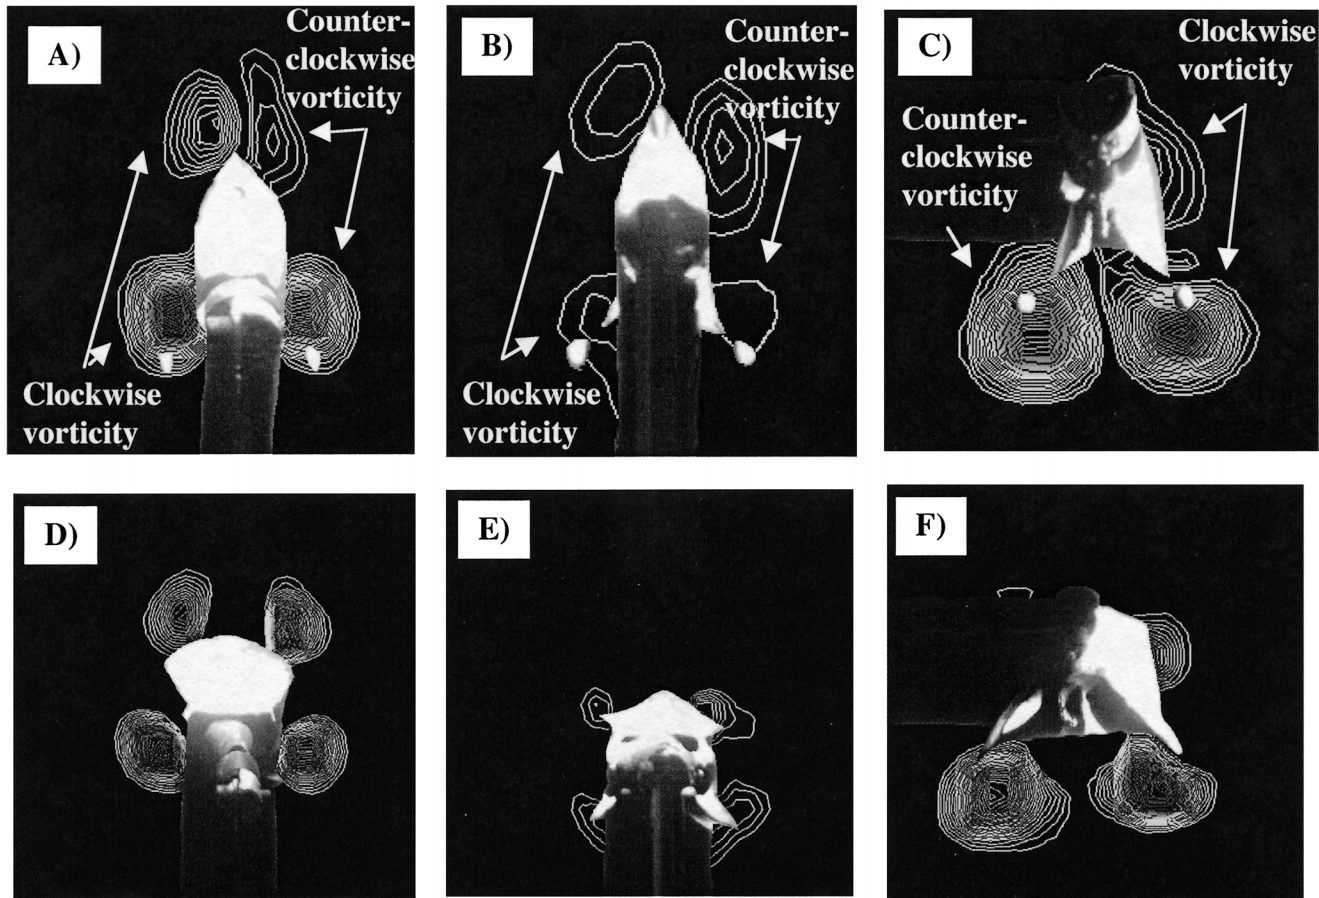 A)
Counter-
clockwise
vorticity
Clockwise
vorticity
B)
Counter-
clockwise
vorticity
Clockwise
vorticity
C)
Clockwise
vorticity
Counter-
clockwise
vorticity
D)
E)
F)